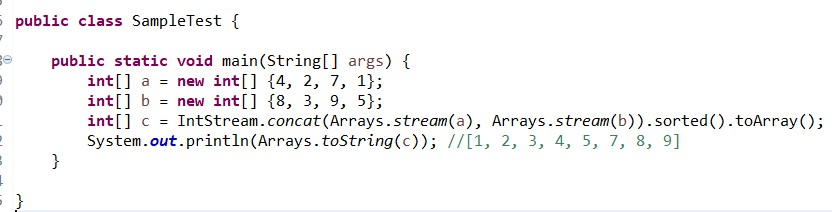 public class SampleTest {
public static void main(String[] args) {
int[] a = new int[] {4, 2, 7, 1};
int[] b = new int[] {8, 3, 9, 5};
int[] c = IntStream.concat(Arrays.stream(a), Arrays.stream(b)).sorted().toArray();
System.out.println(Arrays.toString(c)); //[1, 2, 3, 4, 5, 7, 8, 9]
}
}